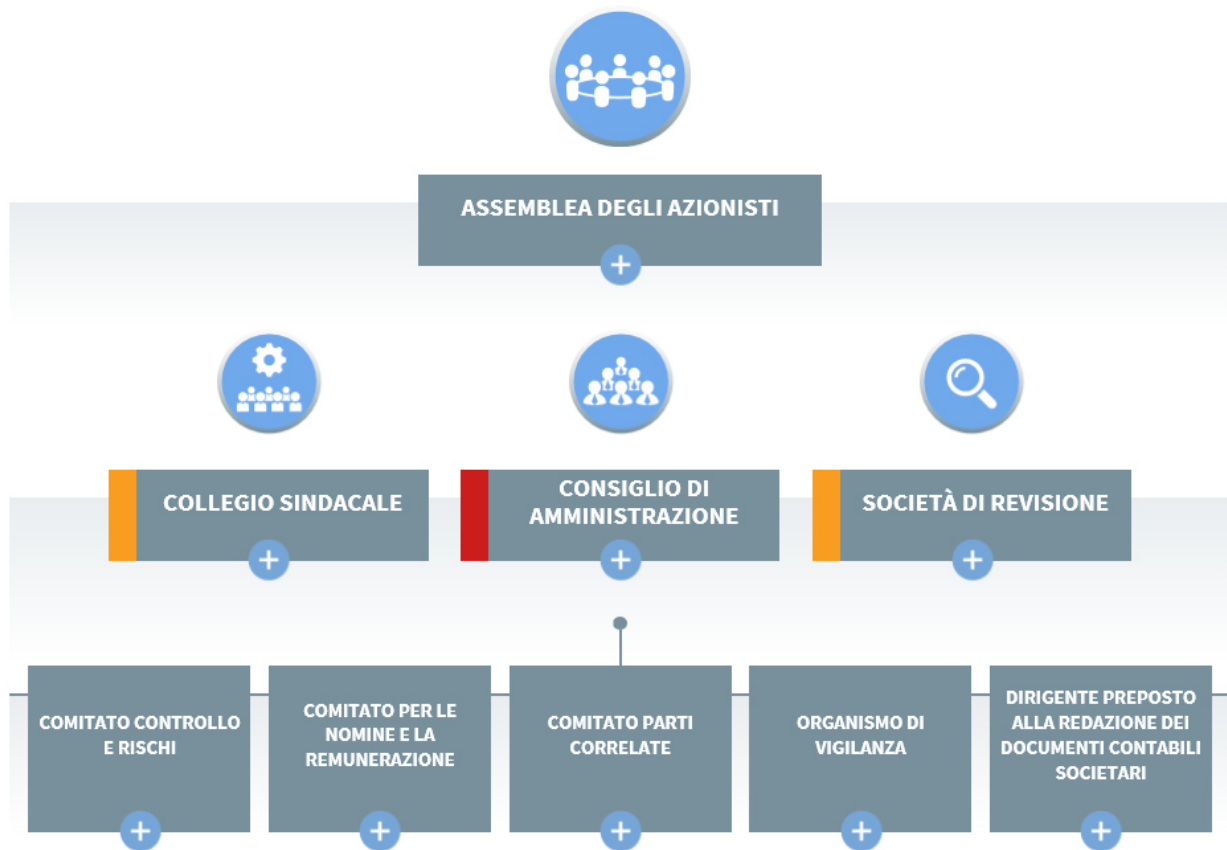 ASSEMBLEA DEGLI AZIONISTI
COLLEGIO SINDACALE
CONSIGLIO DI
AMMINISTRAZIONE
SOCIETÀ DI REVISIONE
COMITATO CONTROLLO
E RISCHI
COMITATO PER LE
NOMINE E LA
REMUNERAZIONE
COMITATO PARTI
CORRELATE
ORGANISMO DI
VIGILANZA
DIRIGENTE PREPOSTO
ALLA REDAZIONE DEI
DOCUMENTI CONTABILI
SOCIETARI